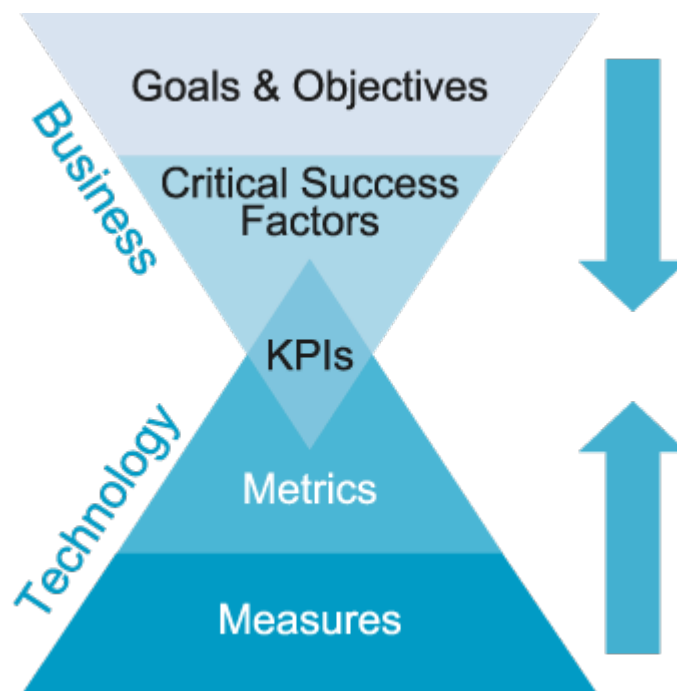 Goals & Objectives
Business
Critical Success
Factors
KPIs
Technology
Metrics
Measures